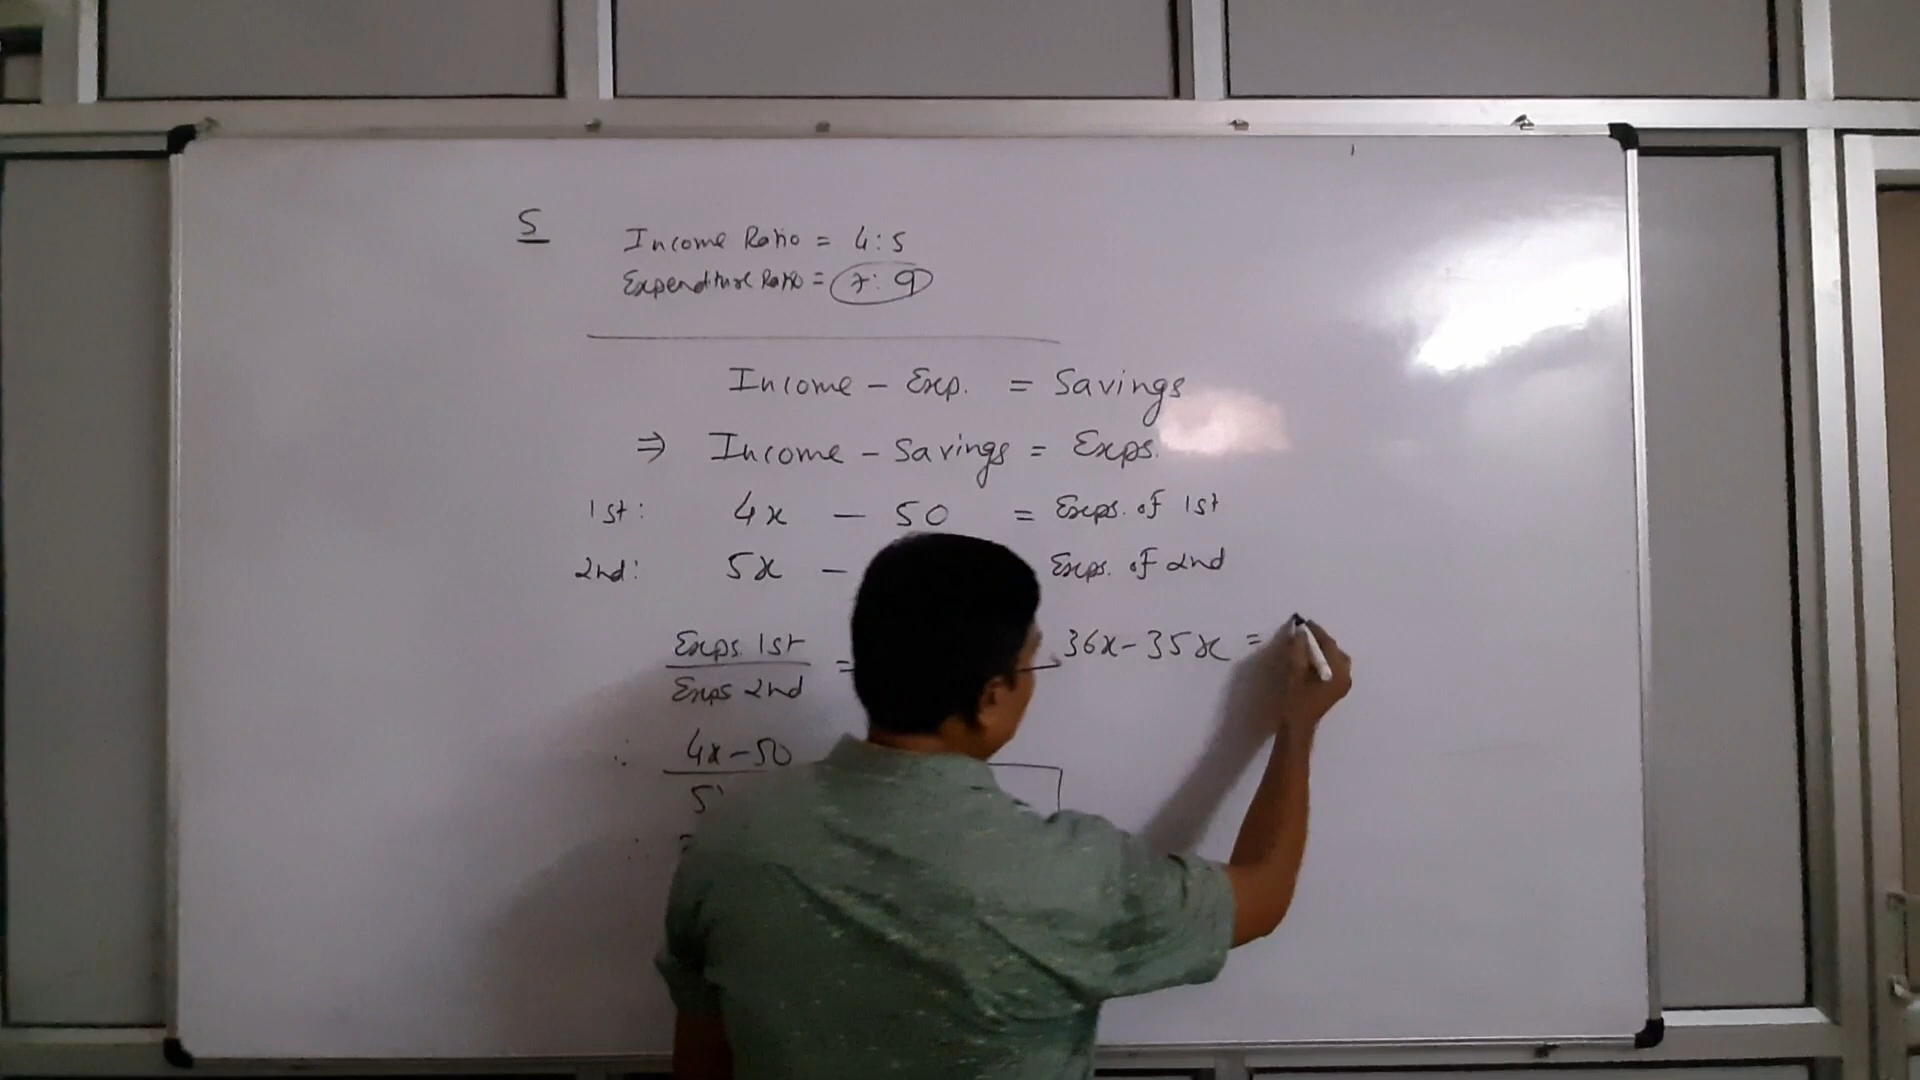 5
Income Ratio = 4:5
Expenditure Ratio = 7:9
Income - Exp. = Savings
⇒ Income - Savings = Exps.
1st: 4x - 50 = Exps. of 1st
2nd: 5x - Exps. of 2nd
Exps. 1st
Exps 2nd
=
36x - 35x =
∴ 4x - 50
5